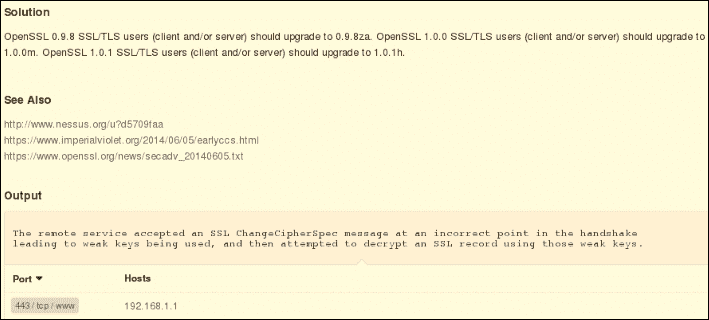 Solution
OpenSSL 0.9.8 SSL/TLS users (client and/or server) should upgrade to 0.9.8za. OpenSSL 1.0.0 SSL/TLS users (client and/or server) should upgrade to
1.0.0m. OpenSSL 1.0.1 SSL/TLS users (client and/or server) should upgrade to 1.0.1h.
See Also
http://www.nessus.org/u?d5709faa
https://www.imperialviolet.org/2014/06/05/earlyccs.html
https://www.openssl.org/news/secadv_20140605.txt
Output
The remote service accepted an SSL ChangeCipherSpec message at an incorrect point in the handshake
leading to weak keys being used, and then attempted to decrypt an SSL record using those weak keys.
Port Hosts
443 / tcp / www 192.168.1.1